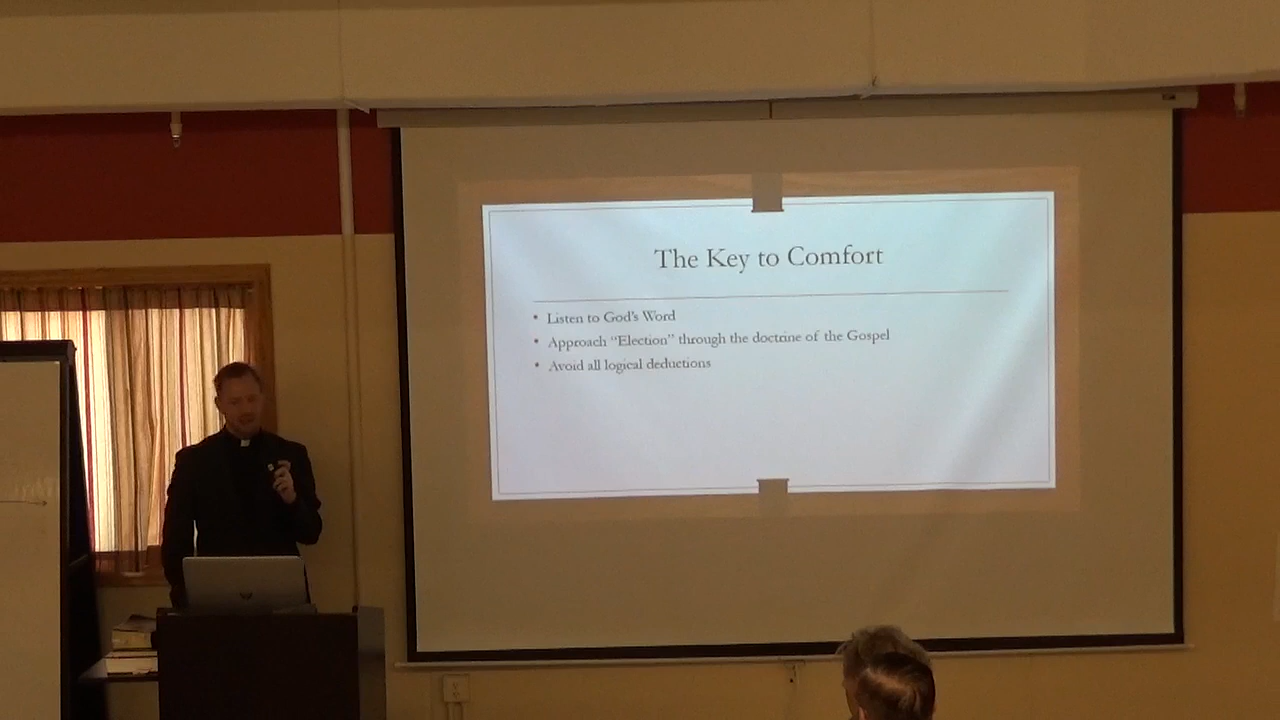 The Key to Comfort
• Listen to God's Word
• Approach “Election” through the doctrine of the Gospel
• Avoid all logical deductions